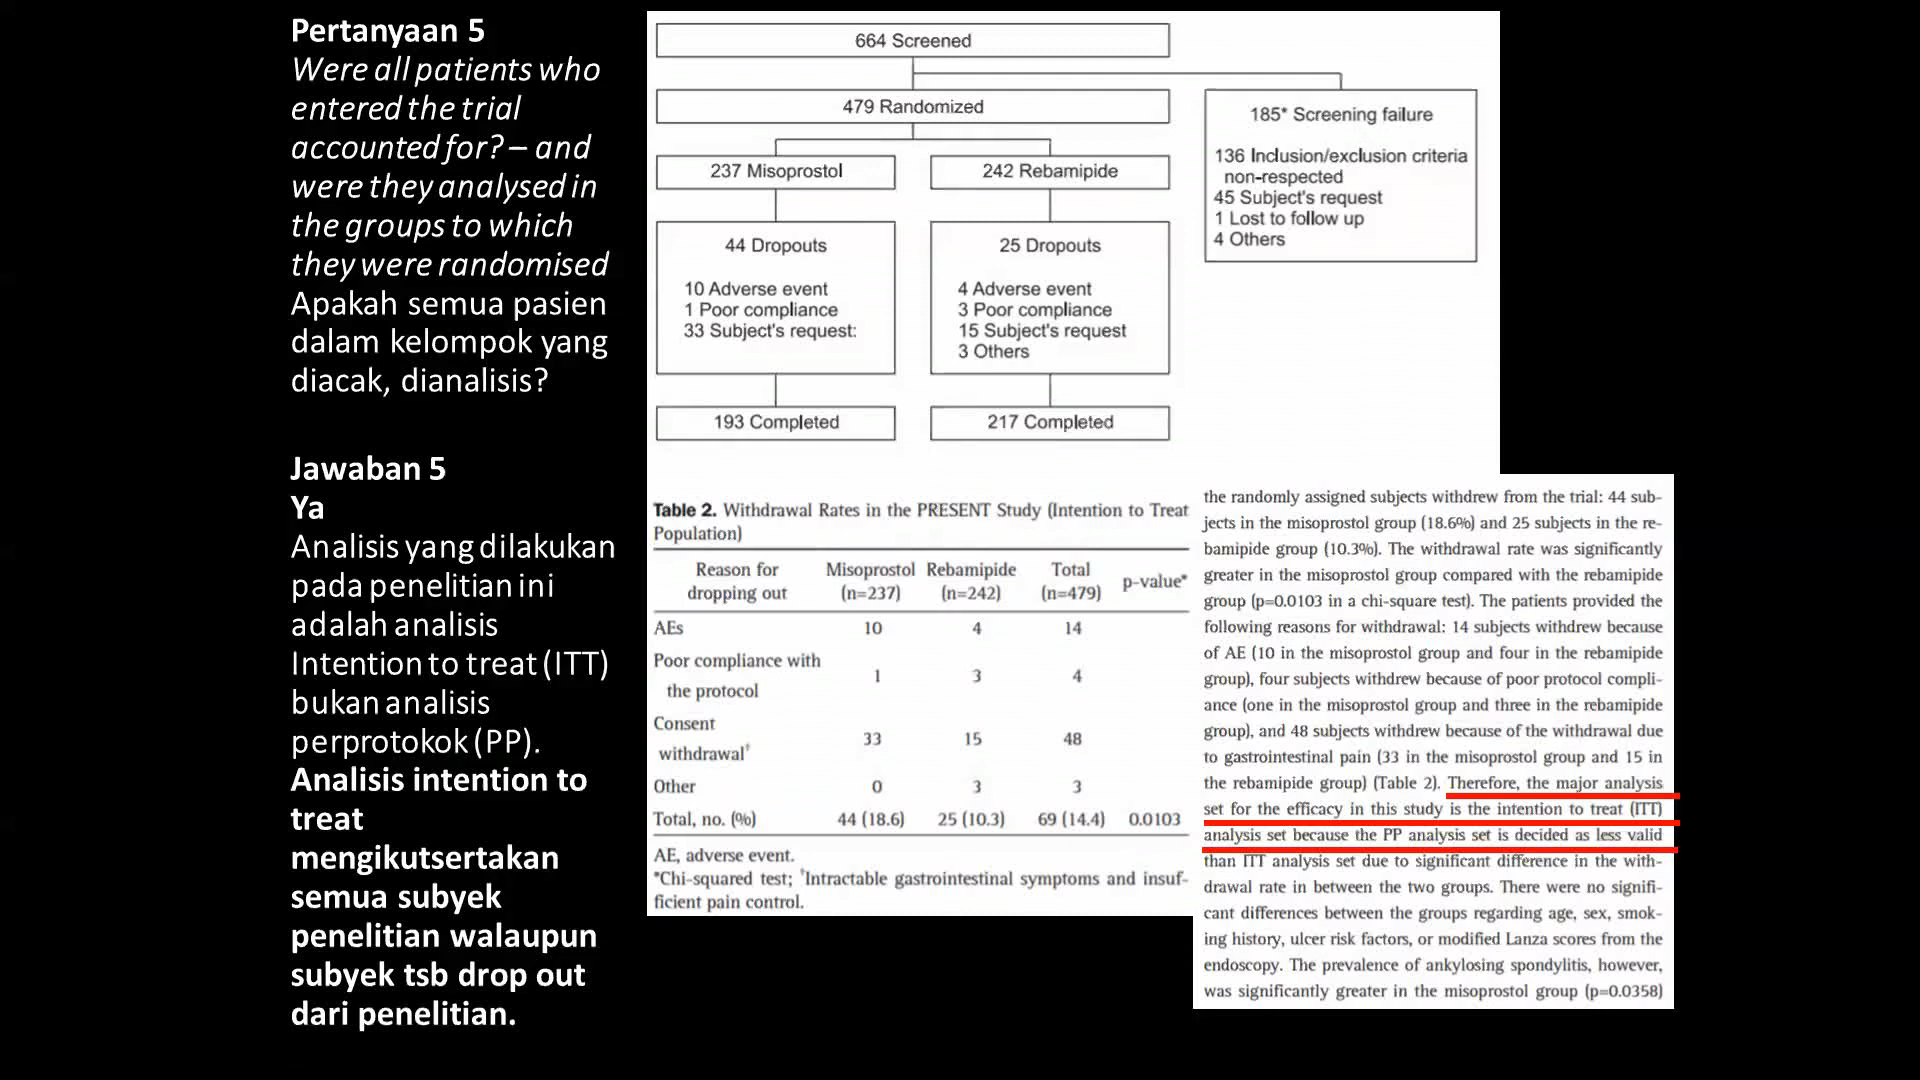 Pertanyaan 5
Were all patients who
entered the trial
accounted for? – and
were they analysed in
the groups to which
they were randomised
Apakah semua pasien
dalam kelompok yang
diacak, dianalisis?
Jawaban 5
Ya
Analisis yang dilakukan
pada penelitian ini
adalah analisis
Intention to treat (ITT)
bukan analisis
perprotokok (PP).
Analisis intention to
treat
mengikutsertakan
semua subyek
penelitian walaupun
subyek tsb drop out
dari penelitian.
664 Screened
479 Randomized
185* Screening failure
136 Inclusion/exclusion criteria
non-respected
45 Subject's request
1 Lost to follow up
4 Others
237 Misoprostol
242 Rebamipide
44 Dropouts
10 Adverse event
1 Poor compliance
33 Subject's request:
25 Dropouts
4 Adverse event
3 Poor compliance
15 Subject's request
3 Others
193 Completed
217 Completed
Table 2. Withdrawal Rates in the PRESENT Study (Intention to Treat
Population)
Reason for dropping out Misoprostol (n=237) Rebamipide (n=242) Total (n=479) p-value*
AEs 10 4 14
Poor compliance with the protocol 1 3 4
Consent withdrawal† 33 15 48
Other 0 3 3
Total, no. (%) 44 (18.6) 25 (10.3) 69 (14.4) 0.0103
AE, adverse event.
*Chi-squared test; †Intractable gastrointestinal symptoms and insuf-
ficient pain control.
the randomly assigned subjects withdrew from the trial: 44 sub-
jects in the misoprostol group (18.6%) and 25 subjects in the re-
bamipide group (10.3%). The withdrawal rate was significantly
greater in the misoprostol group compared with the rebamipide
group (p=0.0103 in a chi-square test). The patients provided the
following reasons for withdrawal: 14 subjects withdrew because
of AE (10 in the misoprostol group and four in the rebamipide
group), four subjects withdrew because of poor protocol compli-
ance (one in the misoprostol group and three in the rebamipide
group), and 48 subjects withdrew because of the withdrawal due
to gastrointestinal pain (33 in the misoprostol group and 15 in
the rebamipide group) (Table 2). Therefore, the major analysis
set for the efficacy in this study is the intention to treat (ITT)
analysis set because the PP analysis set is decided as less valid
than ITT analysis set due to significant difference in the with-
drawal rate in between the two groups. There were no signifi-
cant differences between the groups regarding age, sex, smok-
ing history, ulcer risk factors, or modified Lanza scores from the
endoscopy. The prevalence of ankylosing spondylitis, however,
was significantly greater in the misoprostol group (p=0.0358)